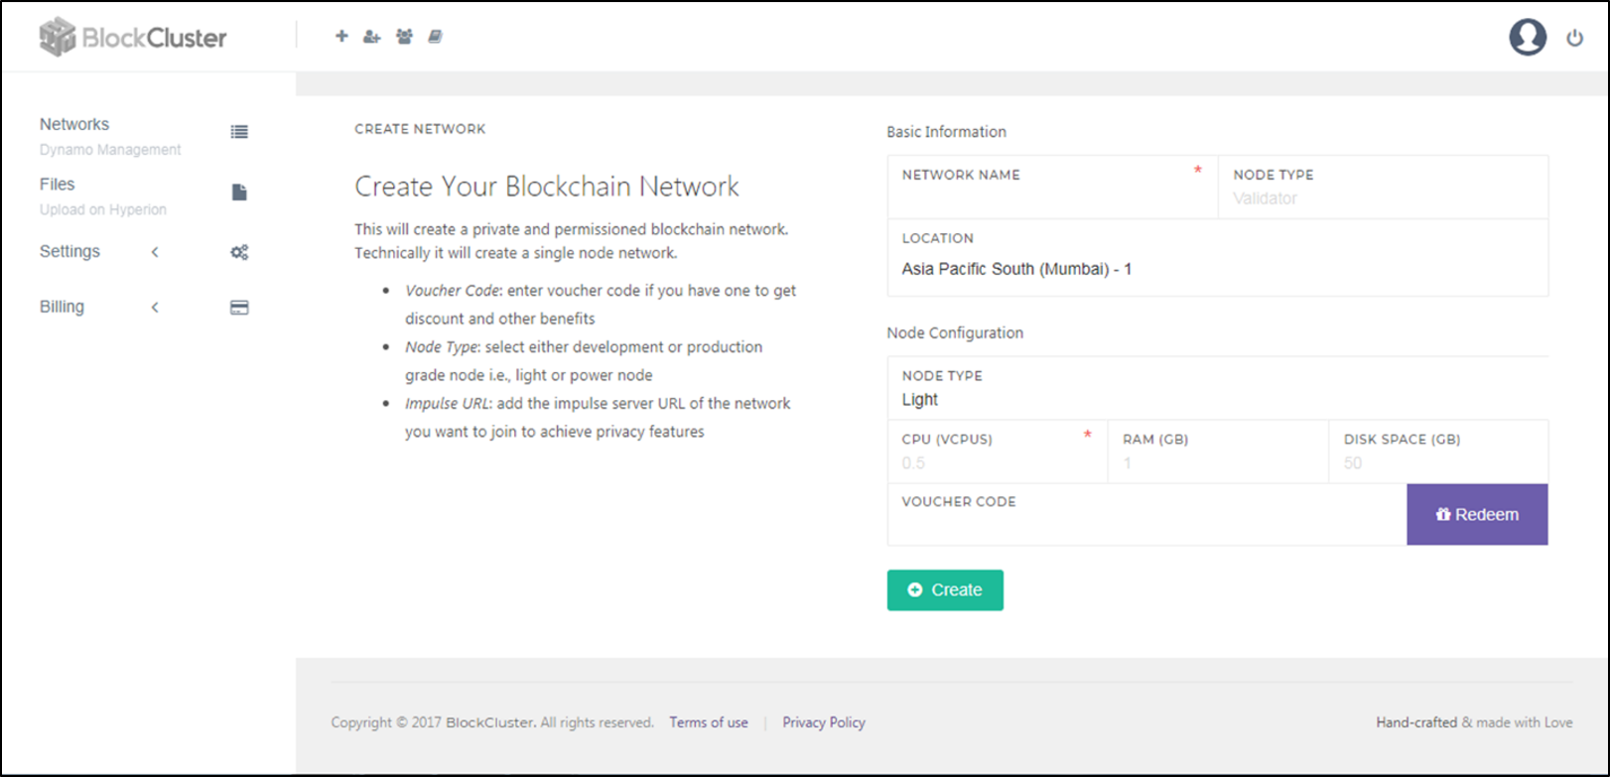 BlockCluster
Networks
Dynamo Management
Files
Upload on Hyperion
Settings
Billing
CREATE NETWORK
Create Your Blockchain Network
This will create a private and permissioned blockchain network.
Technically it will create a single node network.
• Voucher Code: enter voucher code if you have one to get
discount and other benefits
• Node Type: select either development or production
grade node i.e., light or power node
• Impulse URL: add the impulse server URL of the network
you want to join to achieve privacy features
Basic Information
NETWORK NAME *
NODE TYPE
Validator
LOCATION
Asia Pacific South (Mumbai) - 1
Node Configuration
NODE TYPE
Light
CPU (VCPUS) *
0.5
RAM (GB)
1
DISK SPACE (GB)
50
VOUCHER CODE
Redeem
Create
Copyright © 2017 BlockCluster. All rights reserved. Terms of use | Privacy Policy
Hand-crafted & made with Love